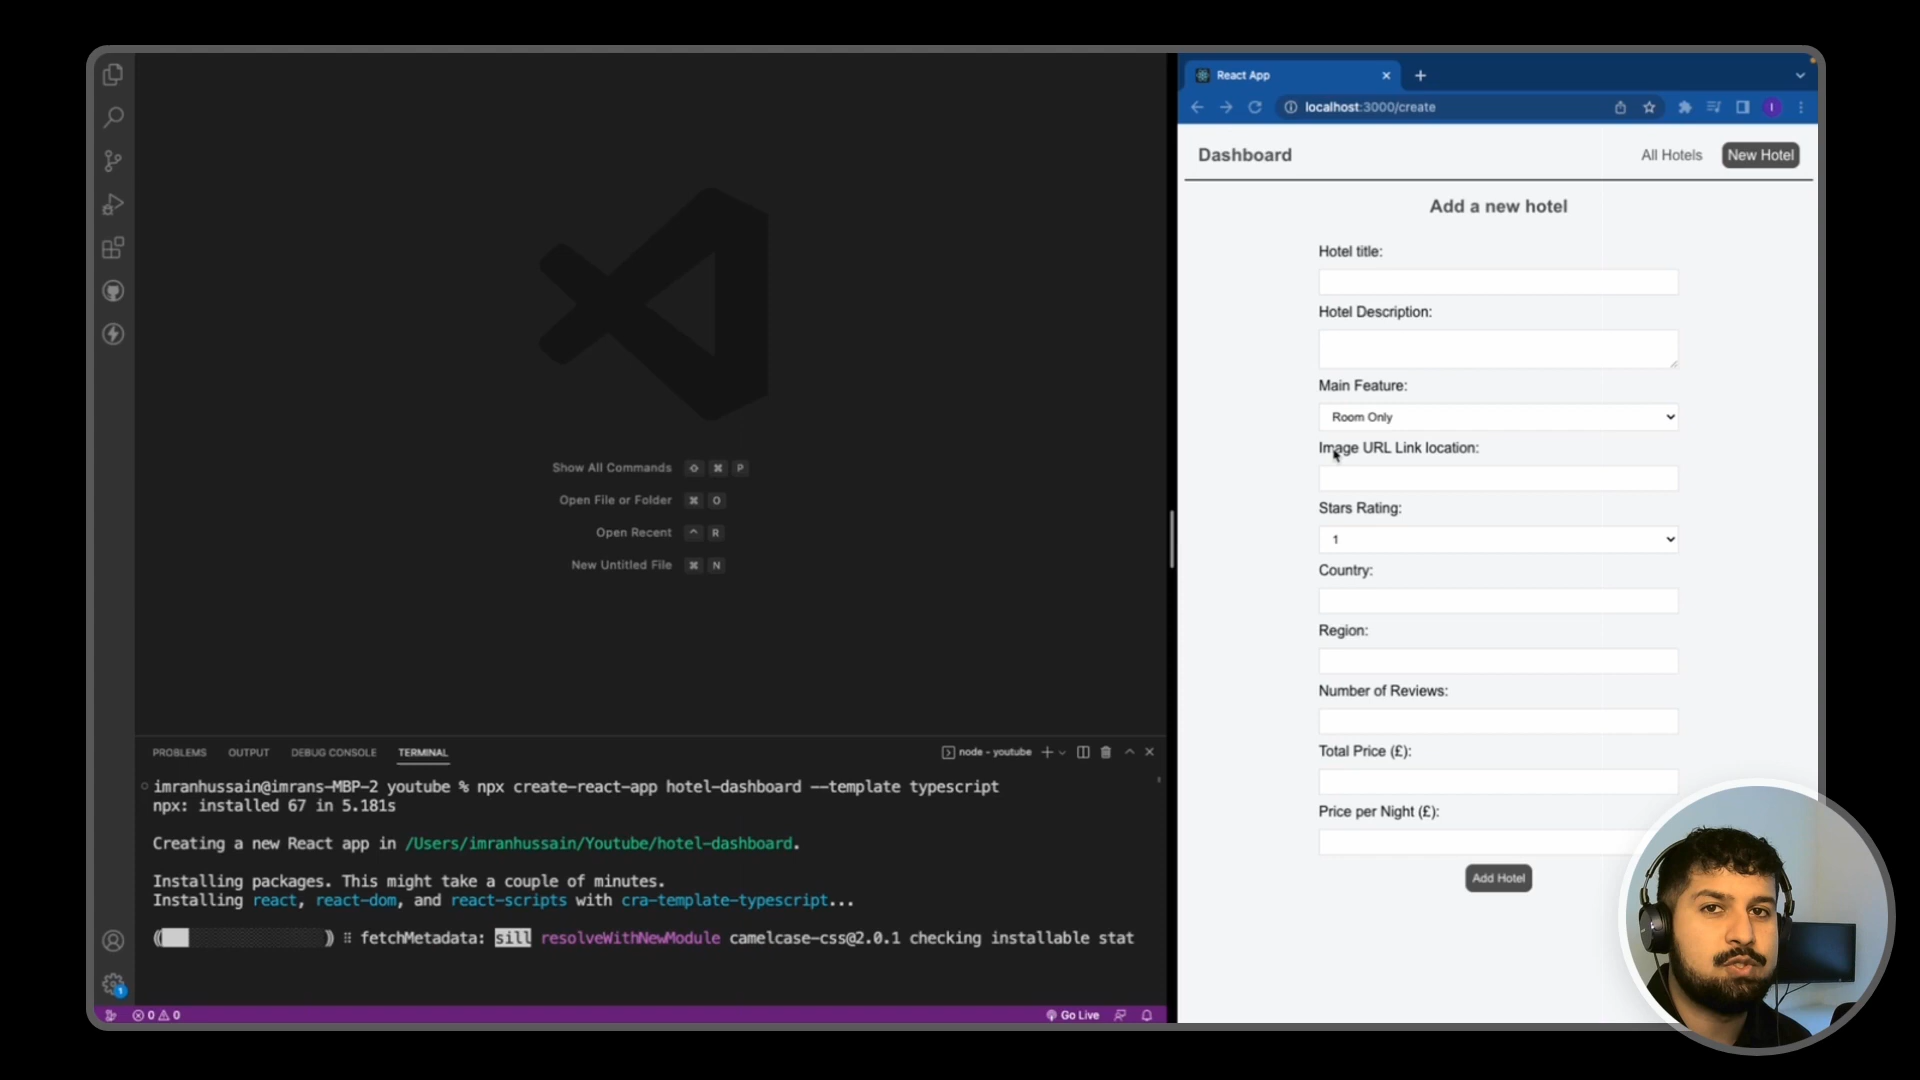 Show All Commands ⌘ P
Open File or Folder ⌘ O
Open Recent ^ R
New Untitled File ⌘ N
PROBLEMS OUTPUT DEBUG CONSOLE TERMINAL node - youtube
imranhussain@imrans-MBP-2 youtube % npx create-react-app hotel-dashboard --template typescript
npx: installed 67 in 5.181s
Creating a new React app in /Users/imranhussain/Youtube/hotel-dashboard.
Installing packages. This might take a couple of minutes.
Installing react, react-dom, and react-scripts with cra-template-typescript...
fetchMetadata: sill resolveWithNewModule camelcase-css@2.0.1 checking installable stat
1
0 0 Go Live
React App
localhost:3000/create
I
Dashboard All Hotels New Hotel
Add a new hotel
Hotel title:
Hotel Description:
Main Feature:
Room Only
Image URL Link location:
Stars Rating:
1
Country:
Region:
Number of Reviews:
Total Price (£):
Price per Night (£):
Add Hotel